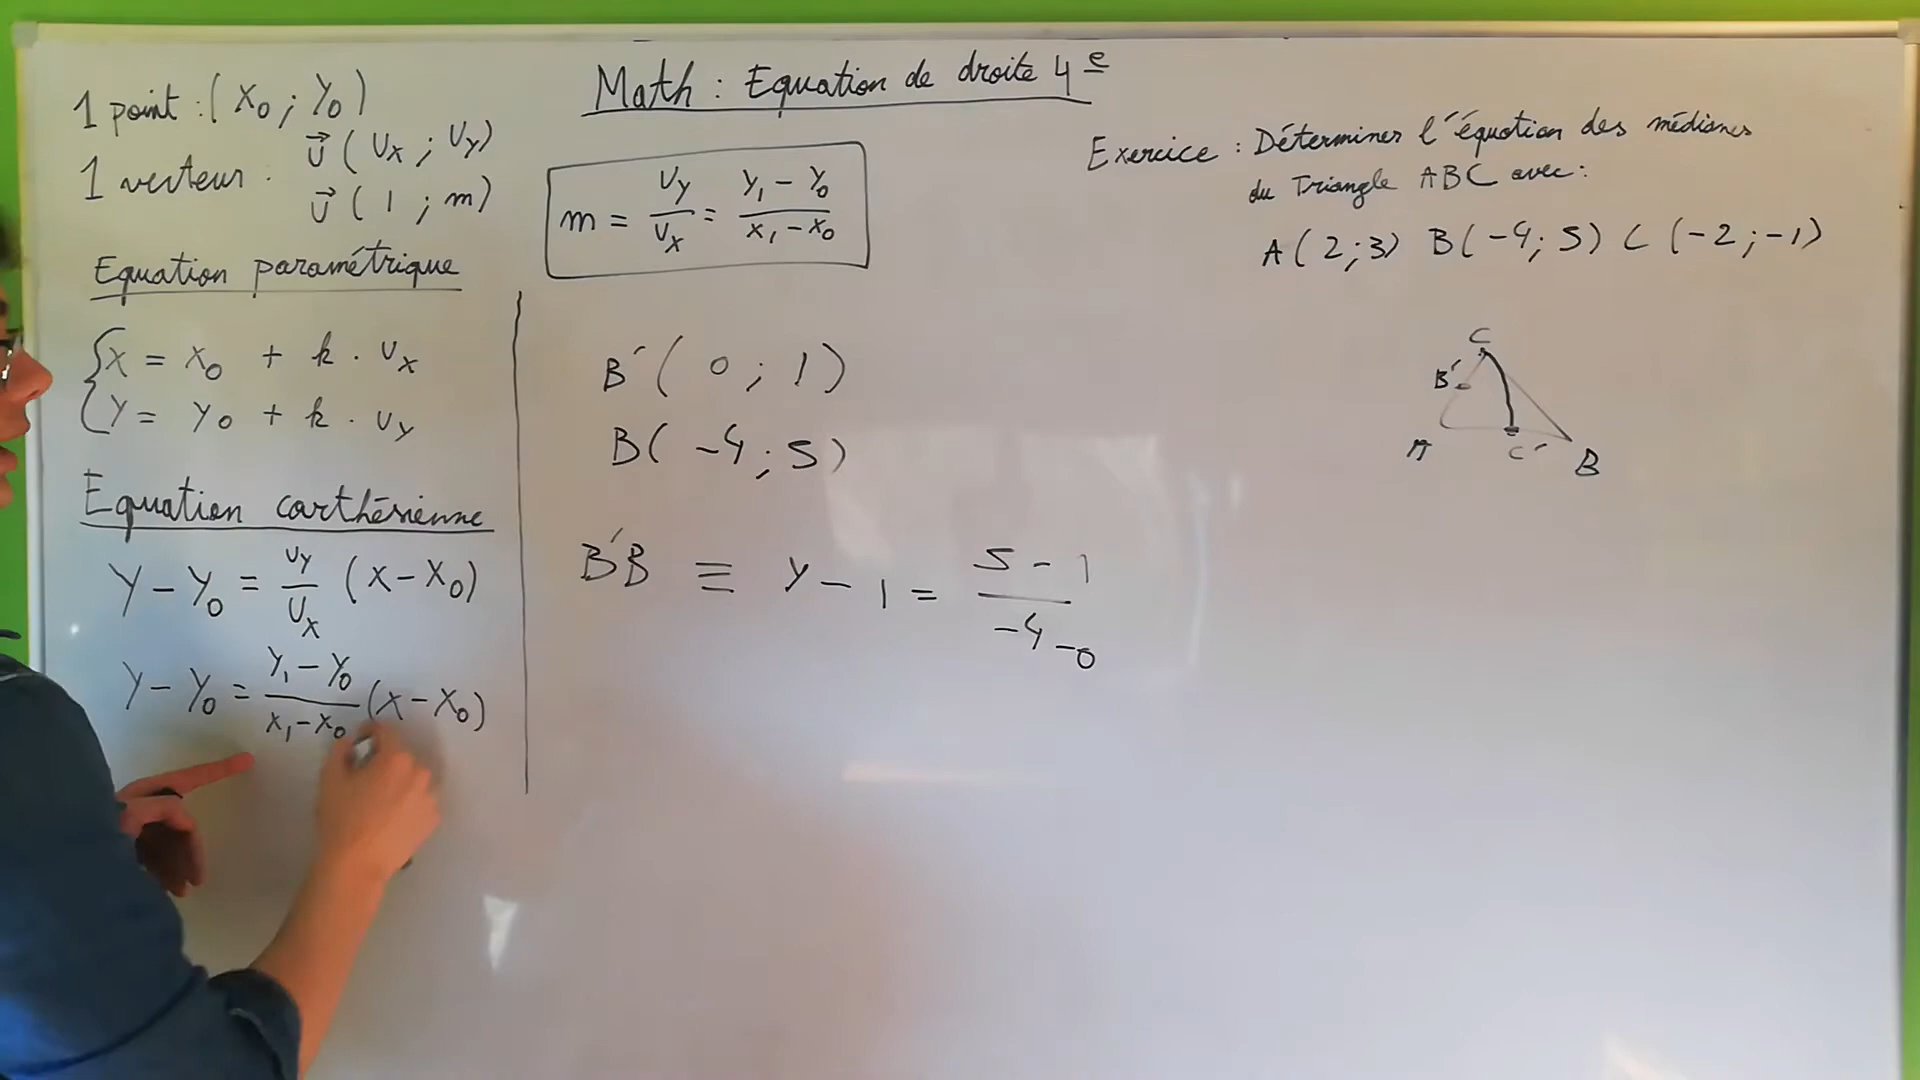 Math : Equation de droite 4e
1 point : (X0 ; Y0)
1 vecteur : u⃗ (Ux ; Uy)
u⃗ ( 1 ; m)
Equation paramétrique
{ x = x0 + k . Ux
{ y = y0 + k . Uy
Equation carthésienne
Y - Y0 = Uy / Ux (X - X0)
Y - Y0 = Y1 - Y0 / X1 - X0 (X - X0)
m = Uy / Ux = Y1 - Y0 / X1 - X0
B' ( 0 ; 1 )
B ( -4 ; 5 )
B'B ≡ y - 1 = 5 - 1 / -4 - 0
Exercice : Déterminer l'équation des médianes
du Triangle ABC avec :
A ( 2 ; 3) B ( -4 ; 5) C ( -2 ; -1)
C
B'
A C' B